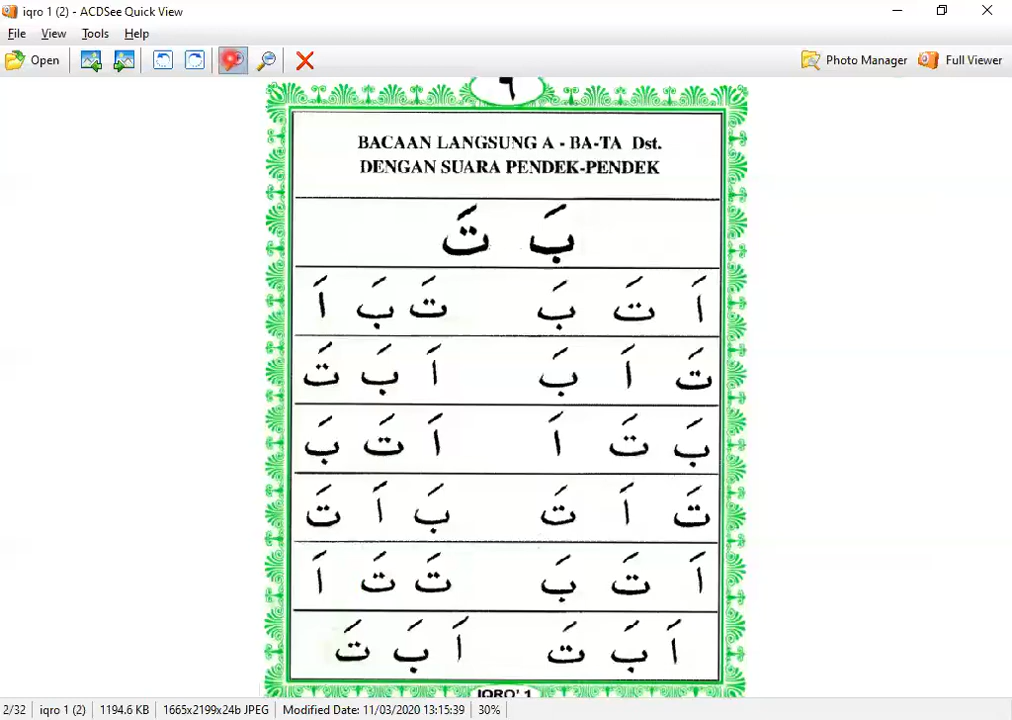 iqro 1 (2) - ACDSee Quick View
File View Tools Help
Open Photo Manager Full Viewer
٦
BACAAN LANGSUNG A - BA-TA Dst.
DENGAN SUARA PENDEK-PENDEK
بَ تَ
اَ تَ بَ تَ بَ اَ
تَ اَ بَ اَ بَ تَ
بَ تَ اَ اَ تَ بَ
تَ اَ تَ بَ اَ تَ
اَ تَ بَ تَ تَ اَ
اَ بَ تَ اَ بَ تَ
IQRO' 1
2/32 iqro 1 (2) 1194.6 KB 1665x2199x24b JPEG Modified Date: 11/03/2020 13:15:39 30%